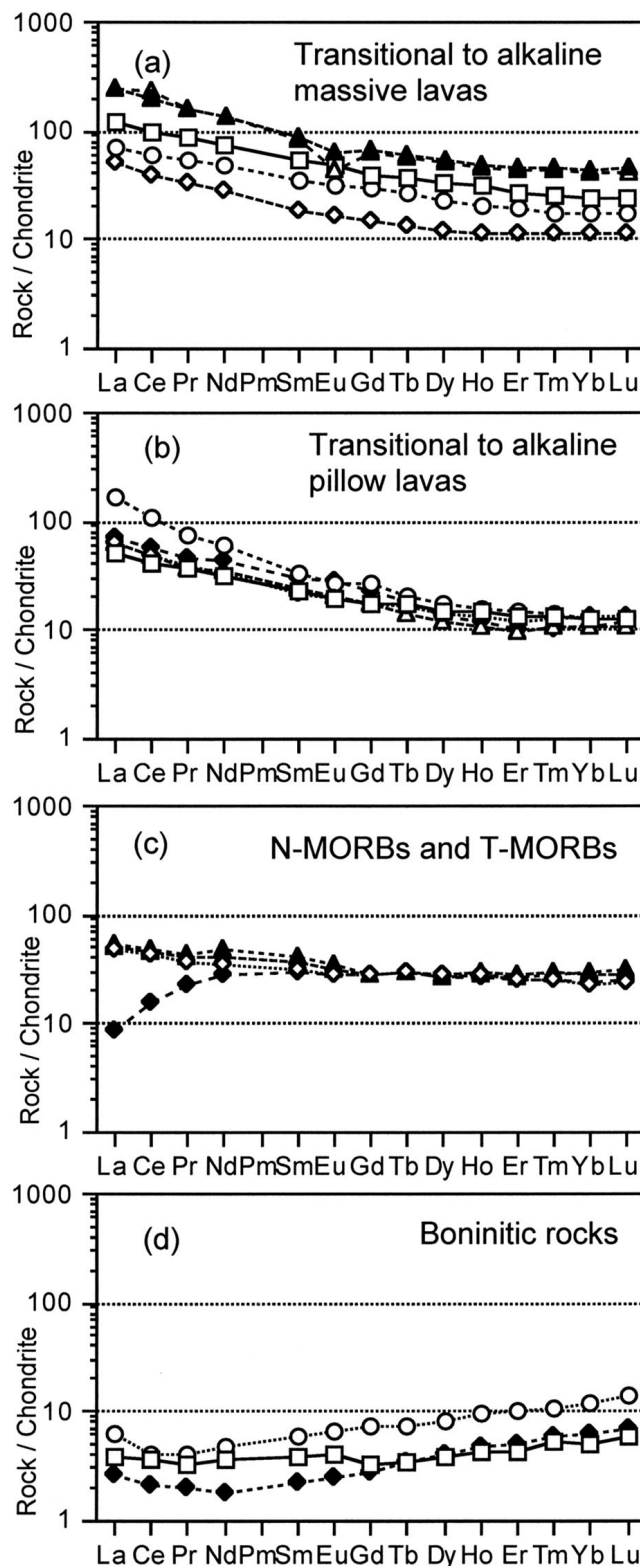 1000
(a)
Transitional to alkaline
massive lavas
100
10
1
Rock / Chondrite
La Ce Pr Nd Pm Sm Eu Gd Tb Dy Ho Er Tm Yb Lu
1000
(b)
Transitional to alkaline
pillow lavas
100
10
1
Rock / Chondrite
La Ce Pr Nd Pm Sm Eu Gd Tb Dy Ho Er Tm Yb Lu
1000
(c)
N-MORBs and T-MORBs
100
10
1
Rock / Chondrite
La Ce Pr Nd Pm Sm Eu Gd Tb Dy Ho Er Tm Yb Lu
1000
(d)
Boninitic rocks
100
10
1
Rock / Chondrite
La Ce Pr Nd Pm Sm Eu Gd Tb Dy Ho Er Tm Yb Lu